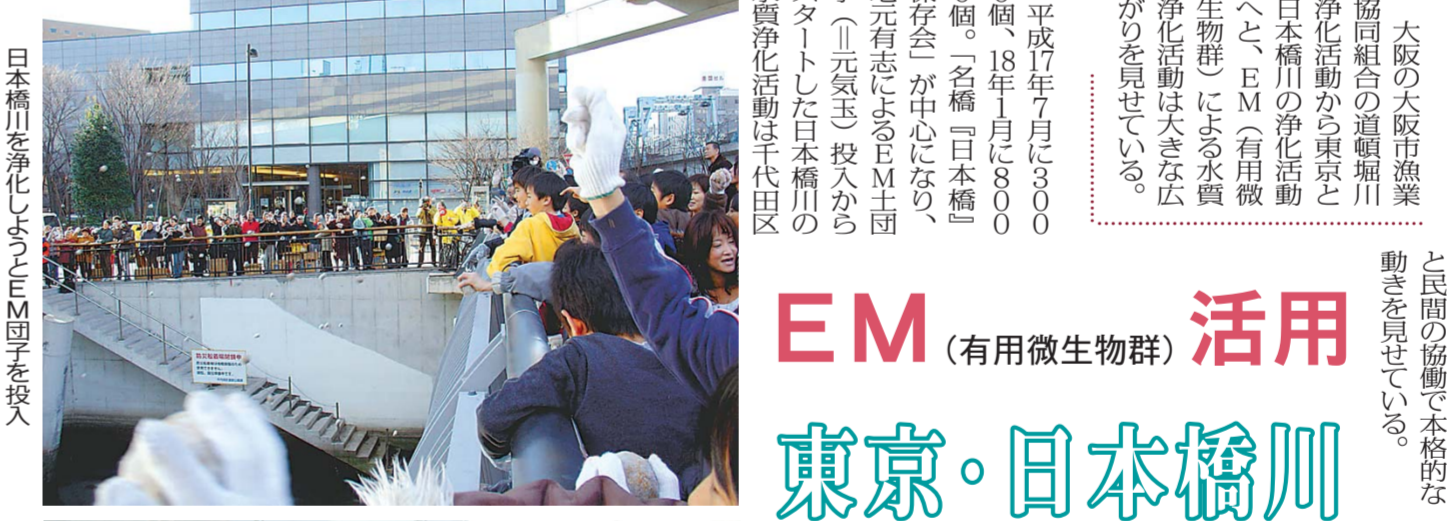 大阪の大阪市漁業
協同組合の道頓堀川
浄化活動から東京と
日本橋川の浄化活動
へと、EM（有用微
生物群）による水質
浄化活動は大きな広
がりを見せている。
平成17年7月に300
0個、18年1月に800
0個。「名橋『日本橋』
保存会」が中心になり、
地元有志によるEM土団
子（＝元気玉）投入から
スタートした日本橋川の
水質浄化活動は千代田区
と民間の協働で本格的な
動きを見せている。
EM（有用微生物群）活用
東京・日本橋川
日本橋川を浄化しようとEM団子を投入